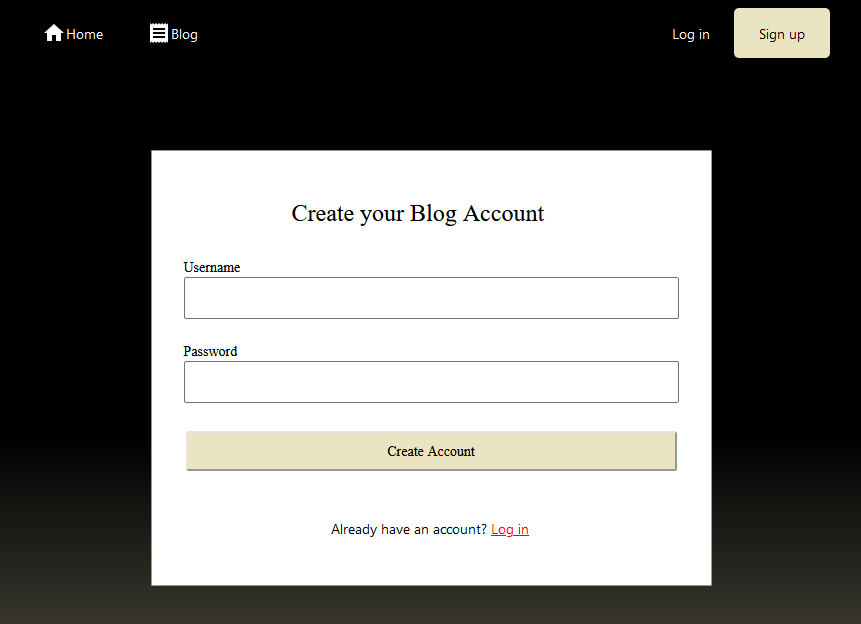 Home Blog Log in Sign up
Create your Blog Account
Username
Password
Create Account
Already have an account? Log in